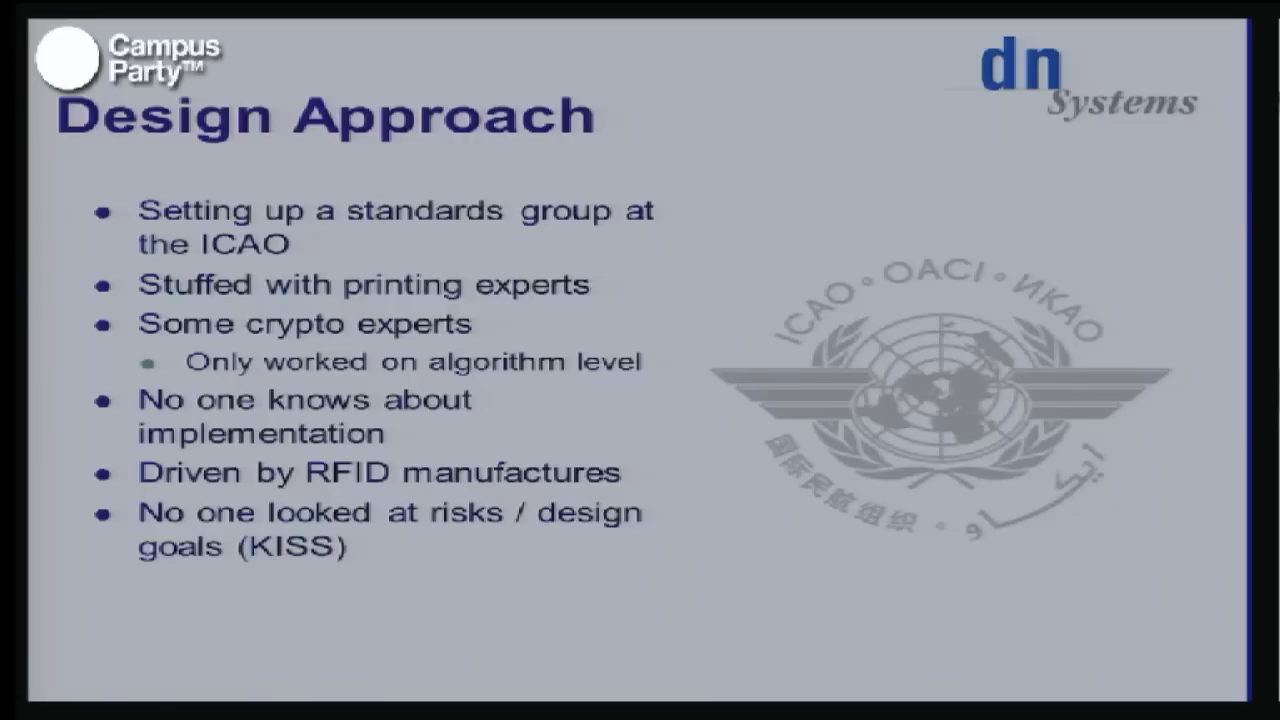 Campus
Party™
dn
Systems
Design Approach
Setting up a standards group at
the ICAO
Stuffed with printing experts
Some crypto experts
Only worked on algorithm level
No one knows about
implementation
Driven by RFID manufactures
No one looked at risks / design
goals (KISS)
ICAO • OACI • ИКАО
国际民航组织 • ايكاو